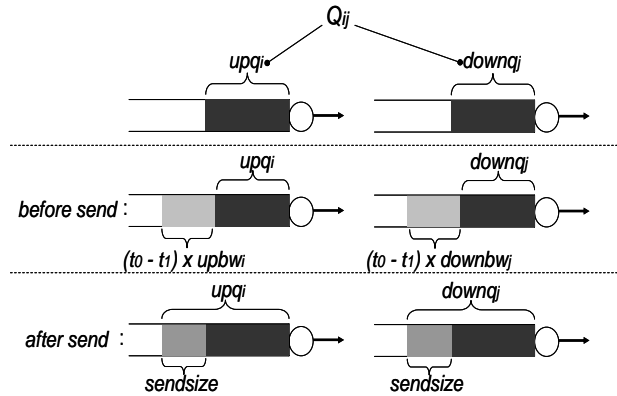 Qij
upqi downqj
upqi downqj
before send :
(t0 - t1) x upbwi (t0 - t1) x downbwj
upqi downqj
after send :
sendsize sendsize